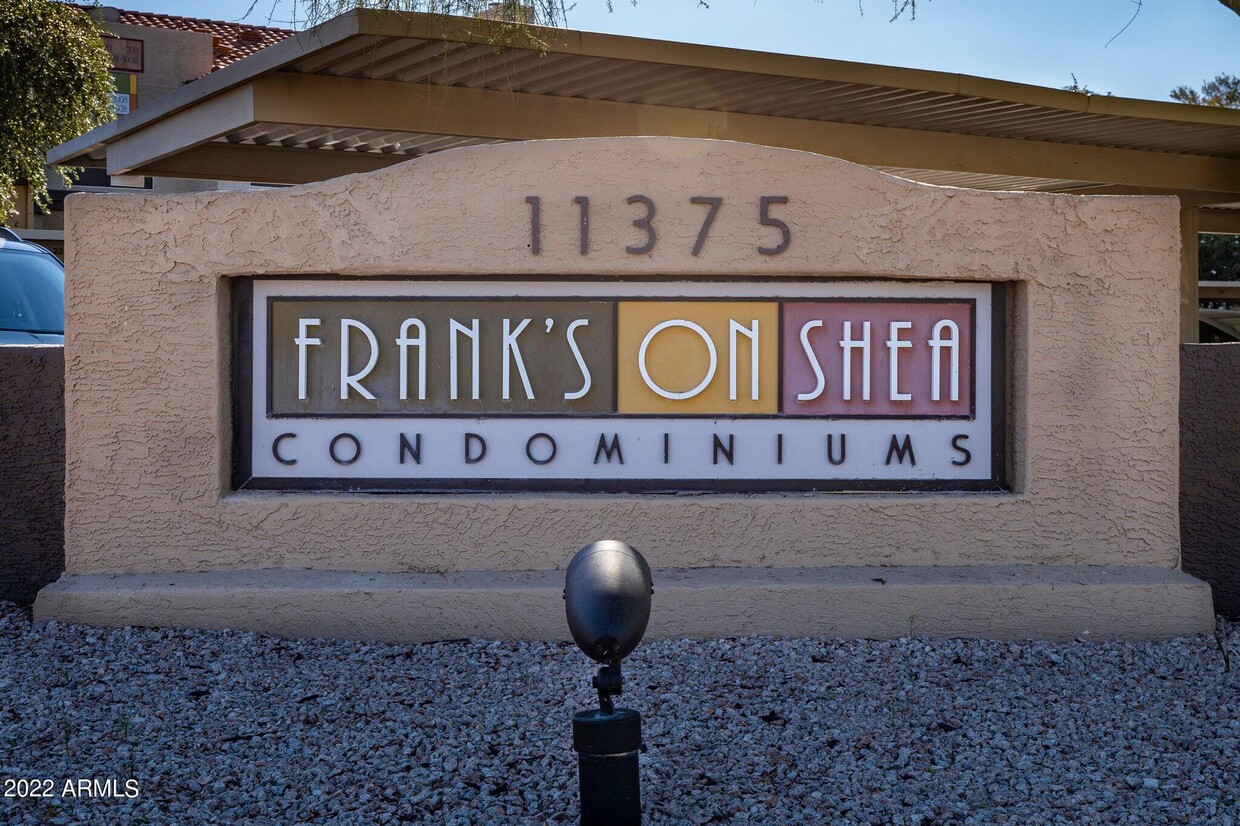 11375
FRANK'S ON SHEA
CONDOMINIUMS
2022 ARMLS